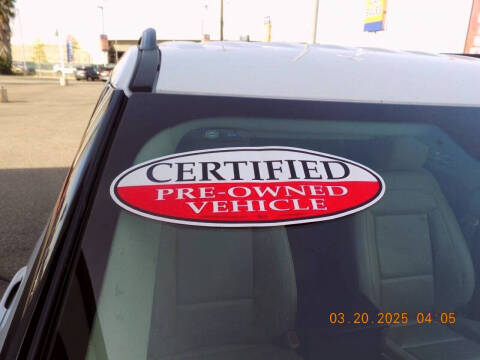 CERTIFIED
PRE-OWNED
VEHICLE
03.20.2025 04:05